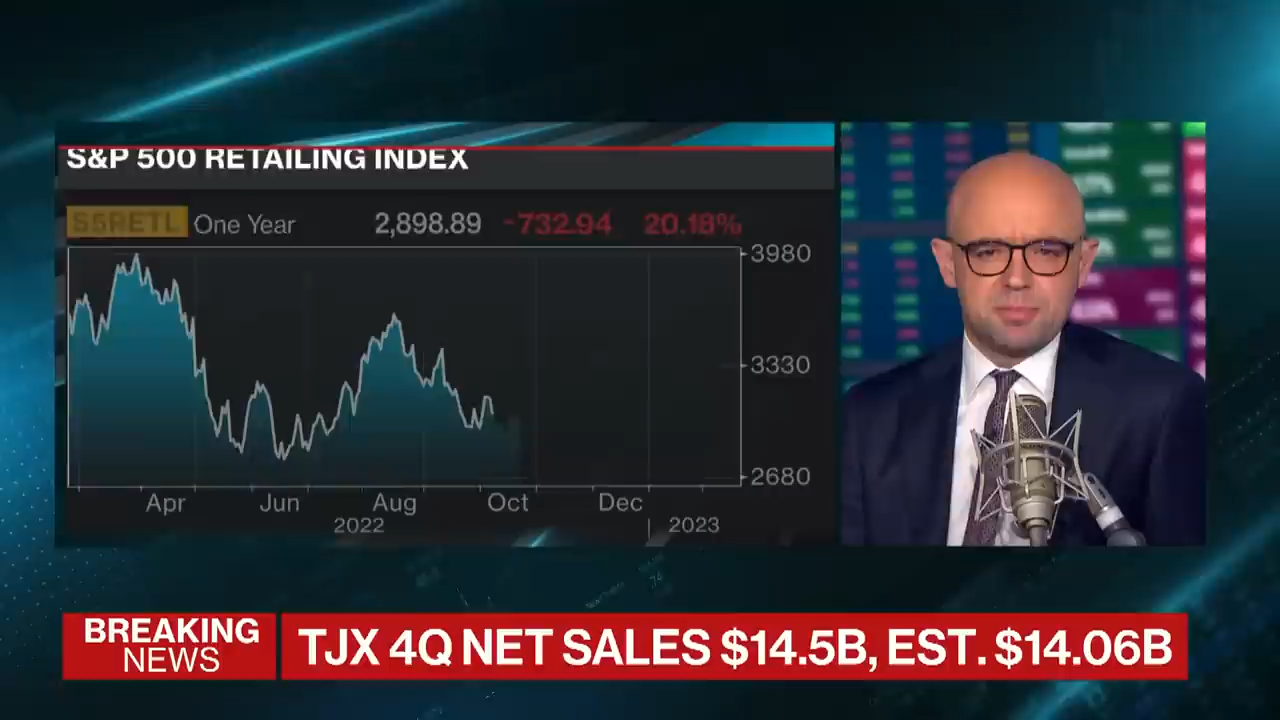 S&P 500 RETAILING INDEX
S5RETL One Year 2,898.89 -732.94 20.18%
3980
3330
2680
Apr Jun Aug Oct Dec
2022 2023
BREAKING NEWS
TJX 4Q NET SALES $14.5B, EST. $14.06B